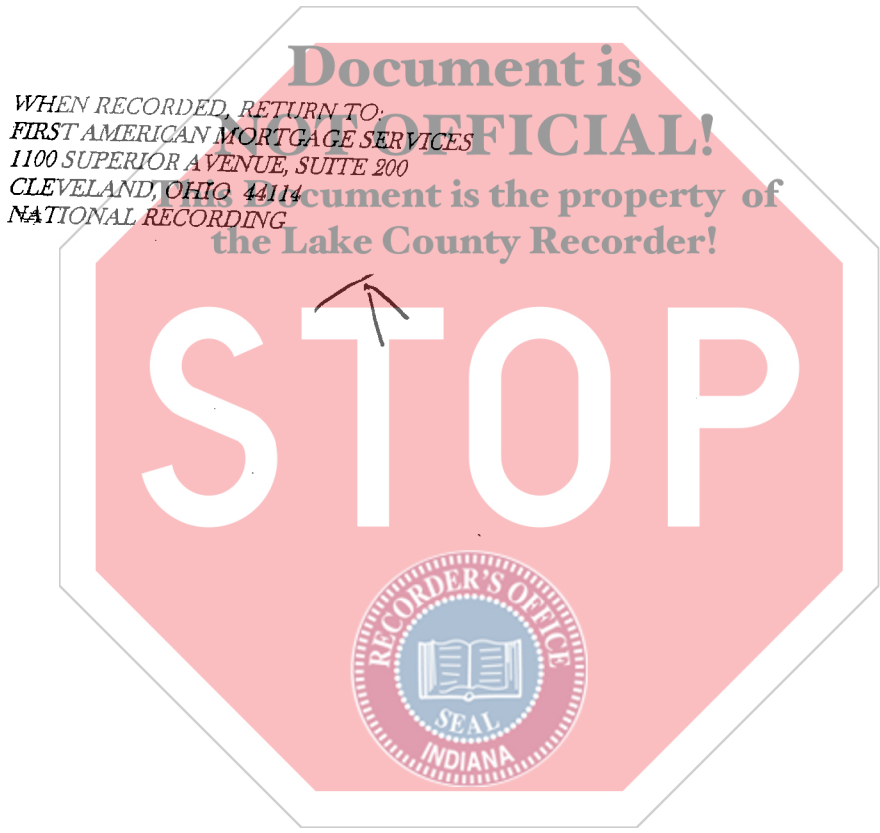 Document is
WHEN RECORDED, RETURN TO:
FIRST AMERICAN MORTGAGE SERVICES
NOT OFFICIAL!
1100 SUPERIOR AVENUE, SUITE 200
CLEVELAND, OHIO 44114
This Document is the property of
NATIONAL RECORDING
the Lake County Recorder!
STOP
RECORDER'S OFFICE
SEAL
INDIANA